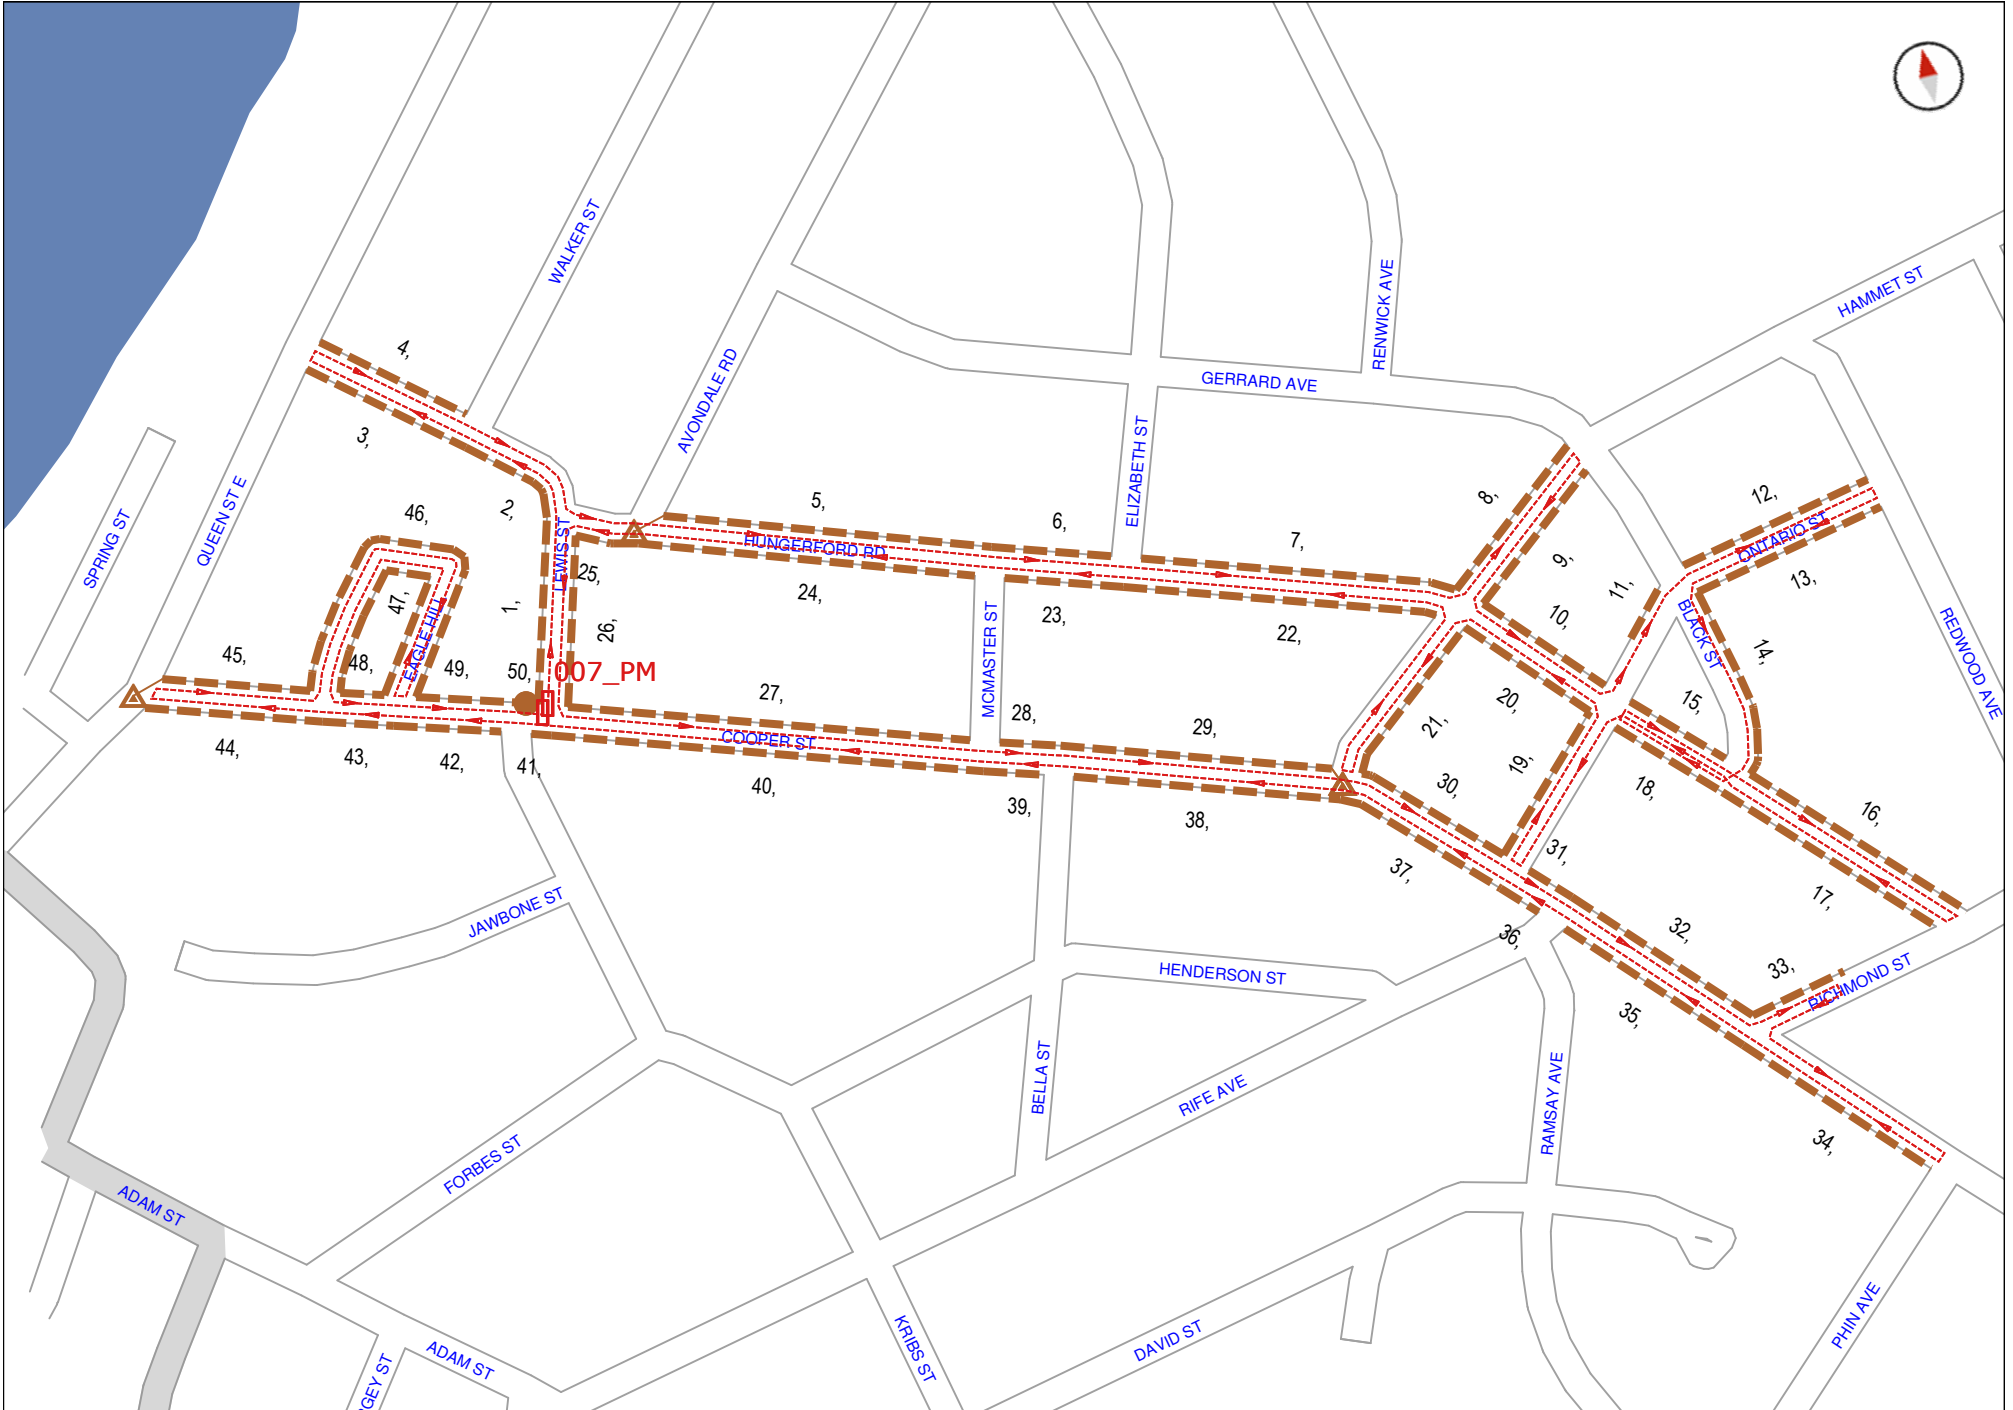 WALKER ST
HAMMET ST
RENWICK AVE
4,
GERRARD AVE
AVONDALE RD
3,
ELIZABETH ST
QUEEN ST E
SPRING ST
2,
46,
5,
6,
7,
8,
12,
LEWIS ST
HUNGERFORD RD
ONTARIO ST
9,
11,
13,
25,
24,
47,
1,
26,
23,
22,
10,
EAGLE HILL
MCMASTER ST
BLACK ST
14,
REDWOOD AVE
45,
48,
49,
50,
007_PM
27,
28,
29,
21,
20,
15,
COOPER ST
44,
43,
42,
41,
40,
39,
38,
30,
19,
18,
16,
37,
31,
17,
JAWBONE ST
36,
32,
33,
HENDERSON ST
RICHMOND ST
35,
BELLA ST
RIFE AVE
RAMSAY AVE
34,
FORBES ST
ADAM ST
ADAM ST
KRIBS ST
DAVID ST
PHIN AVE
GEY ST